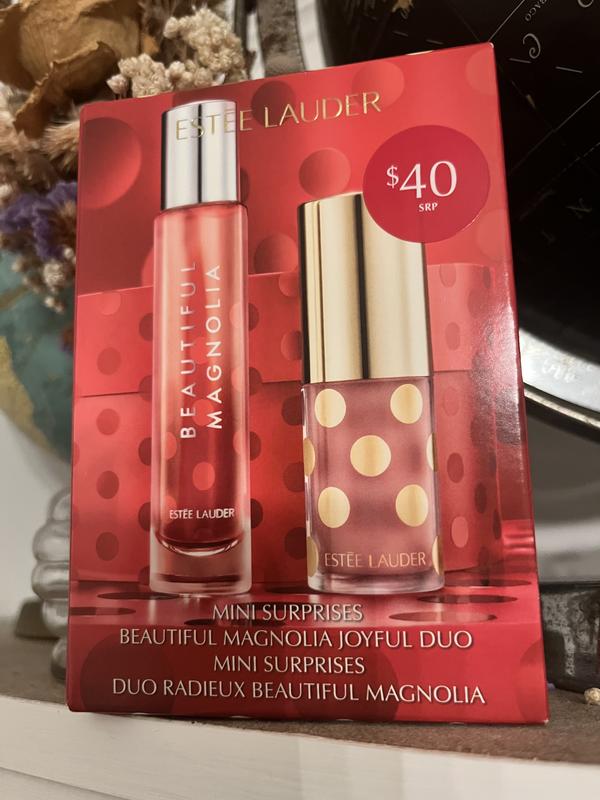 ESTĒE LAUDER
$40
SRP
BEAUTIFUL
MAGNOLIA
ESTĒE LAUDER
ESTĒE LAUDER
MINI SURPRISES
BEAUTIFUL MAGNOLIA JOYFUL DUO
MINI SURPRISES
DUO RADIEUX BEAUTIFUL MAGNOLIA